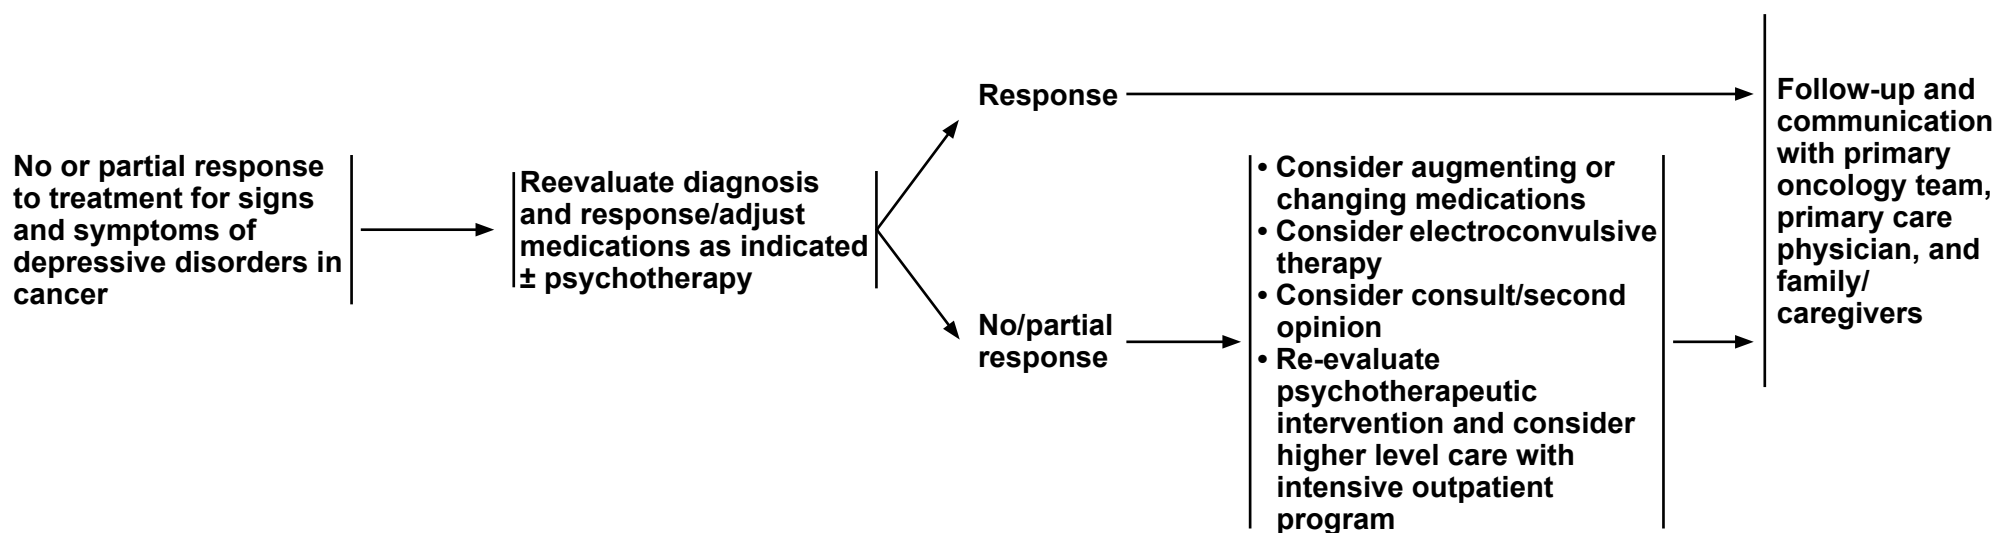 No or partial response
to treatment for signs
and symptoms of
depressive disorders in
cancer
Reevaluate diagnosis
and response/adjust
medications as indicated
± psychotherapy
Response
No/partial
response
• Consider augmenting or
changing medications
• Consider electroconvulsive
therapy
• Consider consult/second
opinion
• Re-evaluate
psychotherapeutic
intervention and consider
higher level care with
intensive outpatient
program
Follow-up and
communication
with primary
oncology team,
primary care
physician, and
family/
caregivers